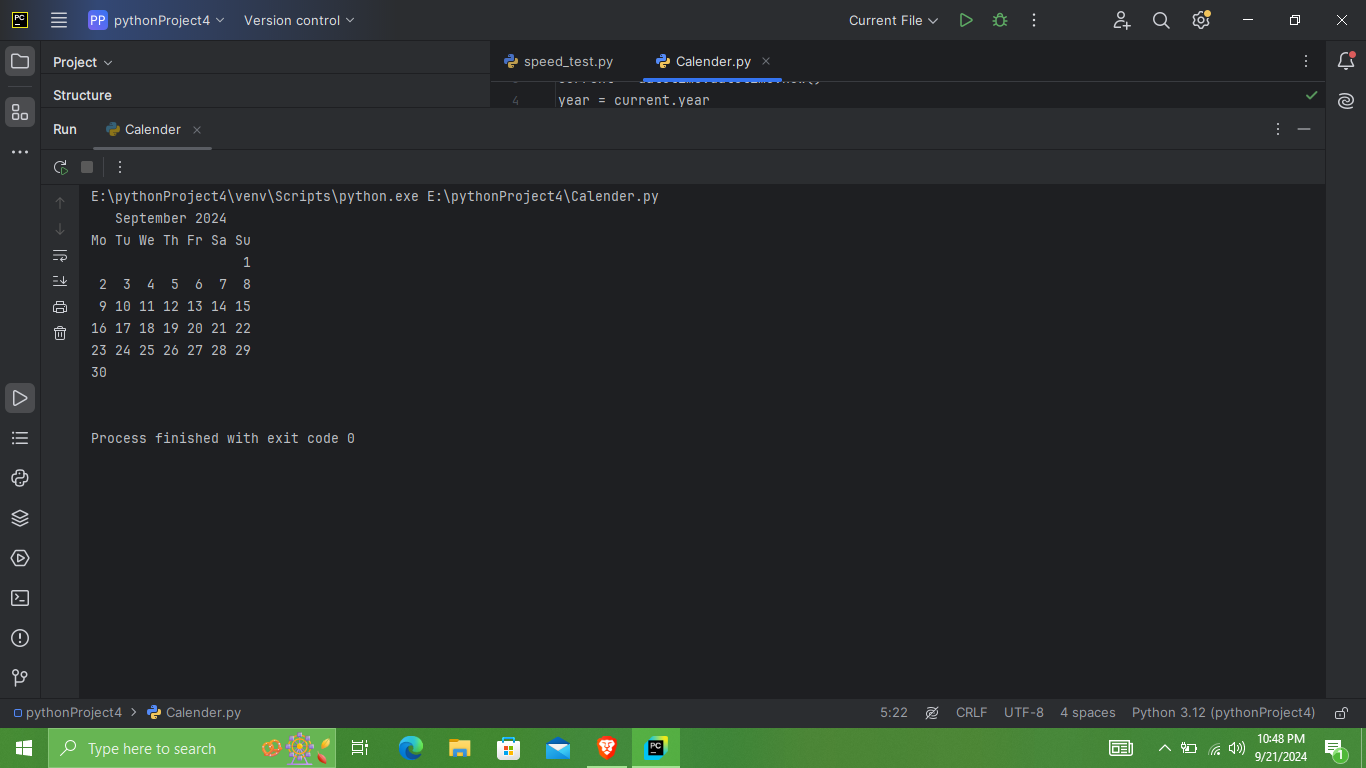 PC
PP pythonProject4 Version control Current File
Project
speed_test.py Calender.py
Structure
4 year = current.year
Run Calender
E:\pythonProject4\venv\Scripts\python.exe E:\pythonProject4\Calender.py
September 2024
Mo Tu We Th Fr Sa Su
1
2 3 4 5 6 7 8
9 10 11 12 13 14 15
16 17 18 19 20 21 22
23 24 25 26 27 28 29
30
Process finished with exit code 0
pythonProject4 Calender.py 5:22 CRLF UTF-8 4 spaces Python 3.12 (pythonProject4)
Type here to search
PC
10:48 PM
9/21/2024
1